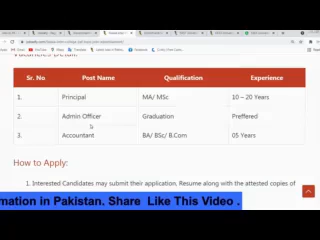 Sr. No. Post Name Qualification Experience
1. Principal MA/ MSc 10 – 20 Years
2. Admin Officer Graduation Preffered
3. Accountant BA/ BSc/ B.Com 05 Years
How to Apply:
1. Interested Candidates may submit their application. Resume along with the attested copies of
mation in Pakistan. Share Like This Video .